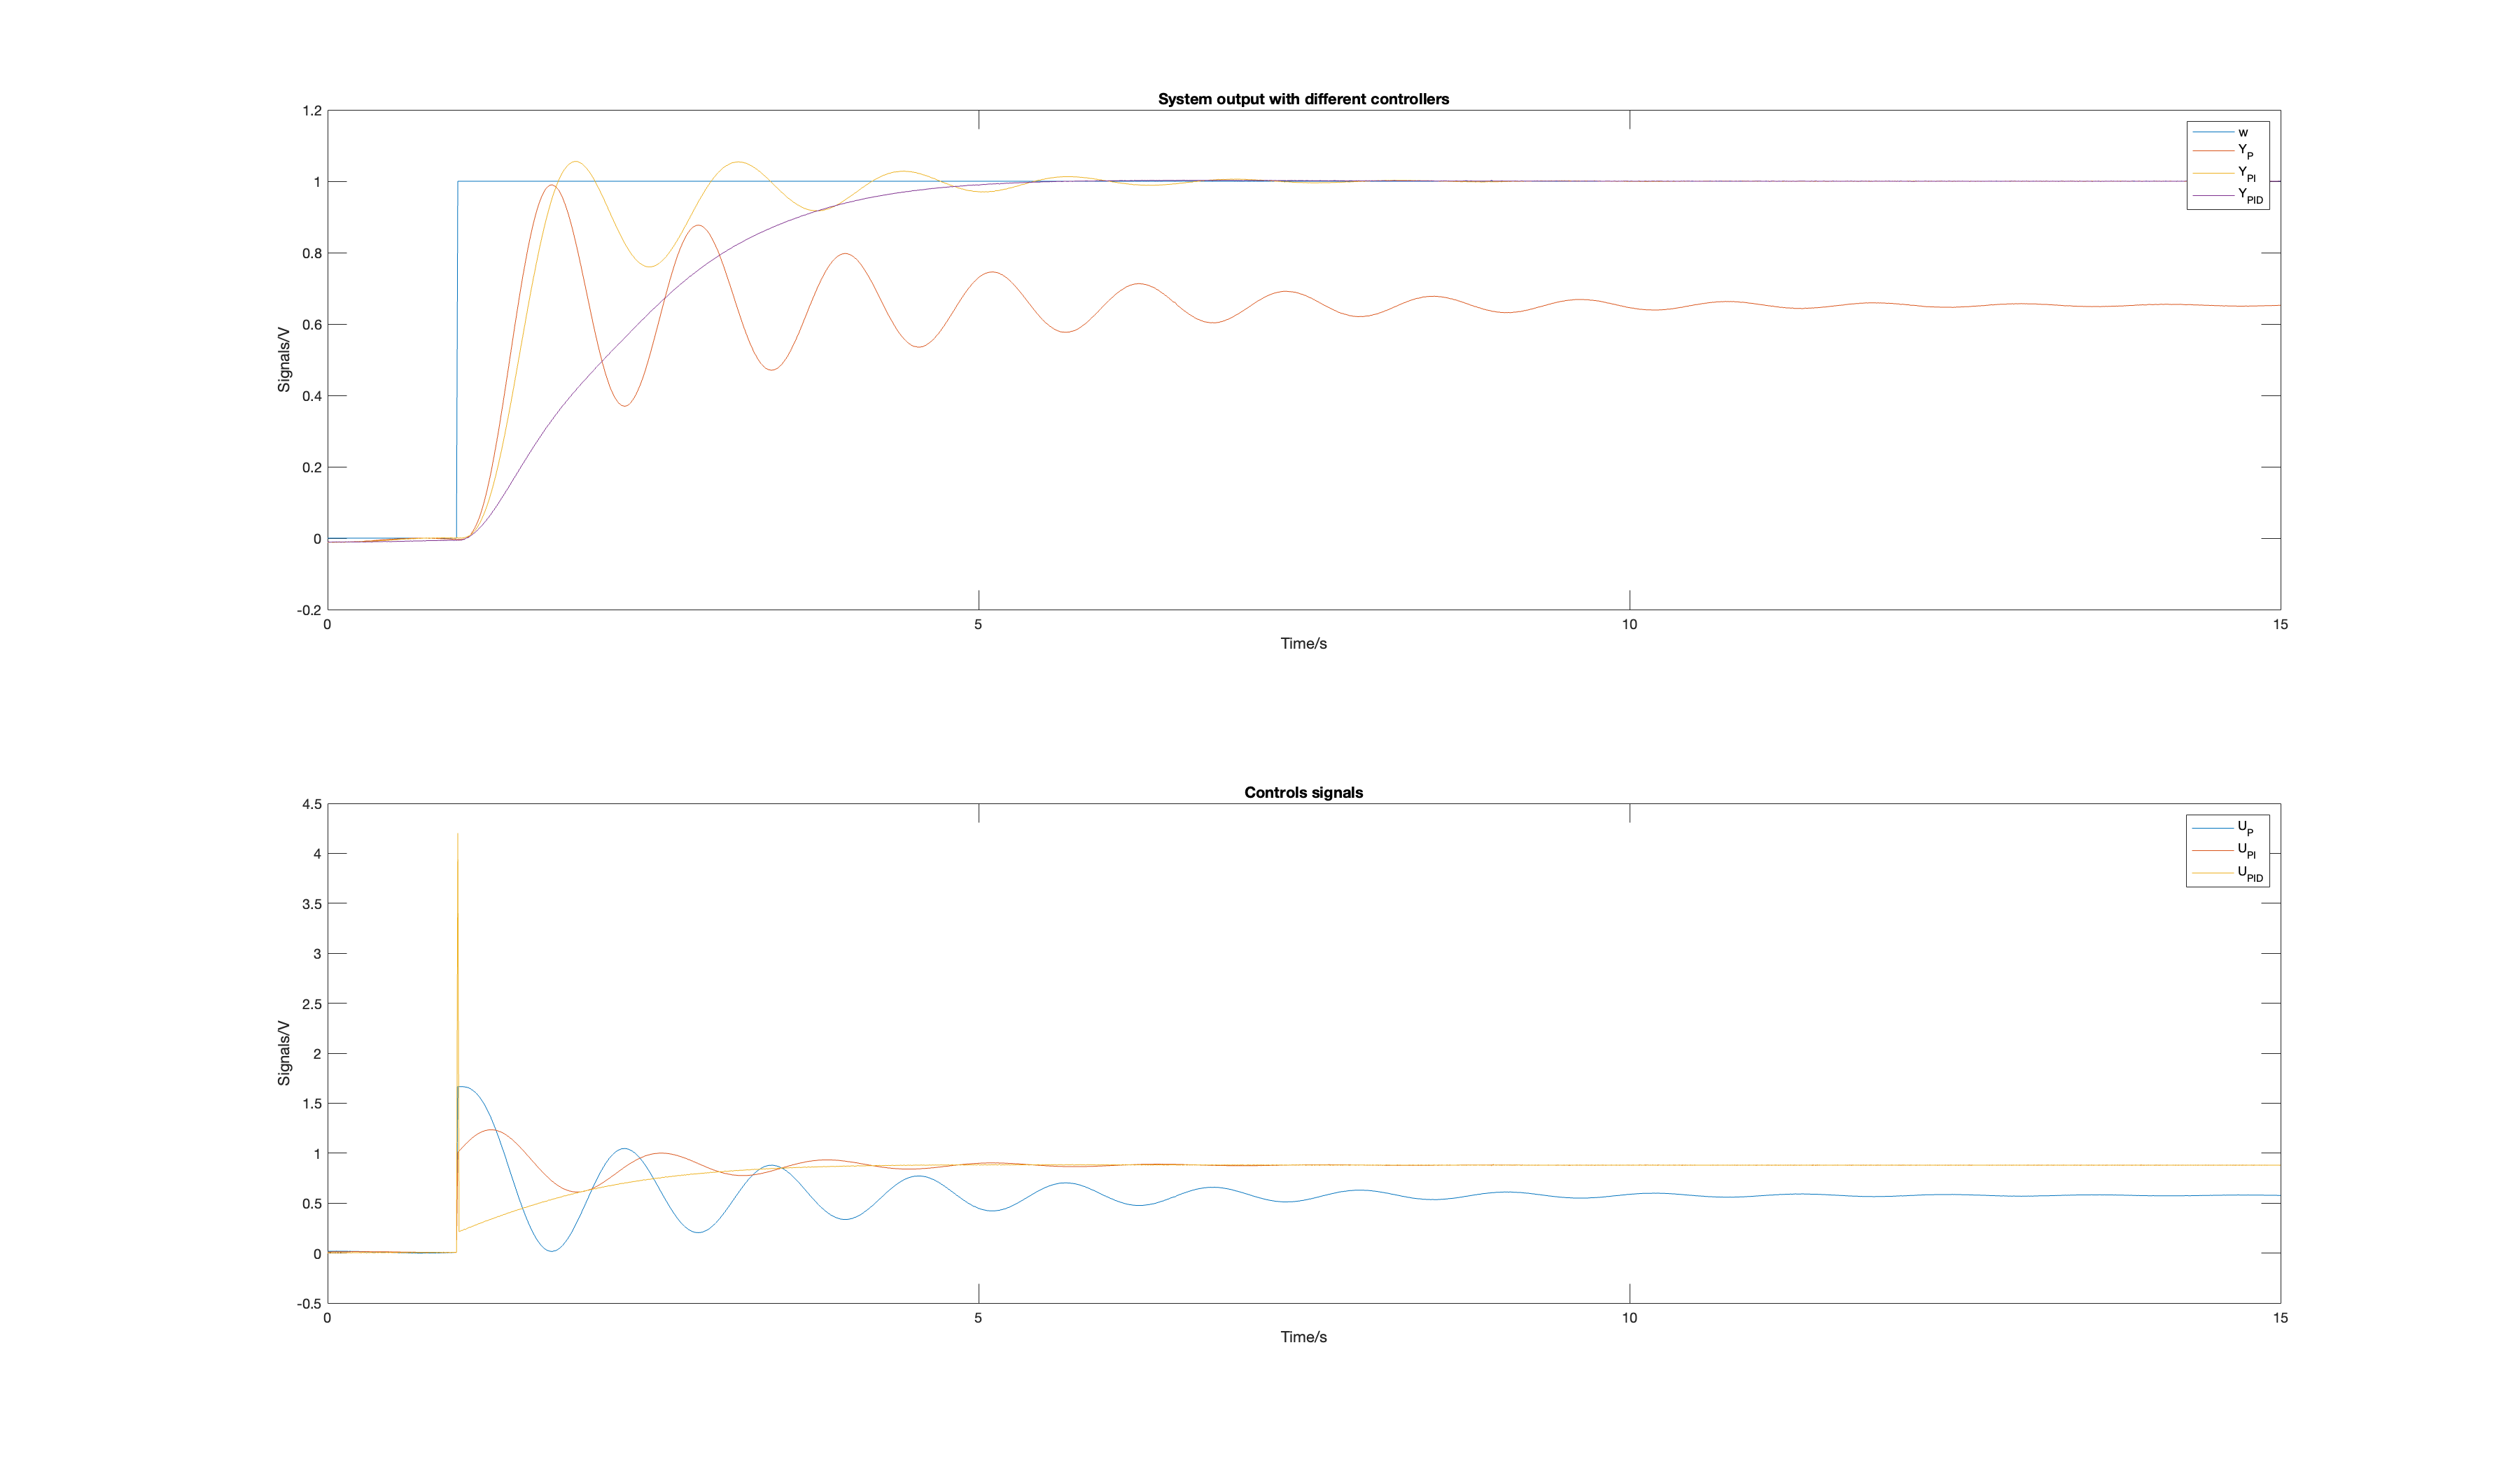 System output with different controllers
1.2
1
0.8
0.6
0.4
0.2
0
-0.2
Signals/V
w
Y_P
Y_PI
Y_PID
0 5 10 15
Time/s
Controls signals
4.5
4
3.5
3
2.5
2
1.5
1
0.5
0
-0.5
Signals/V
U_P
U_PI
U_PID
0 5 10 15
Time/s